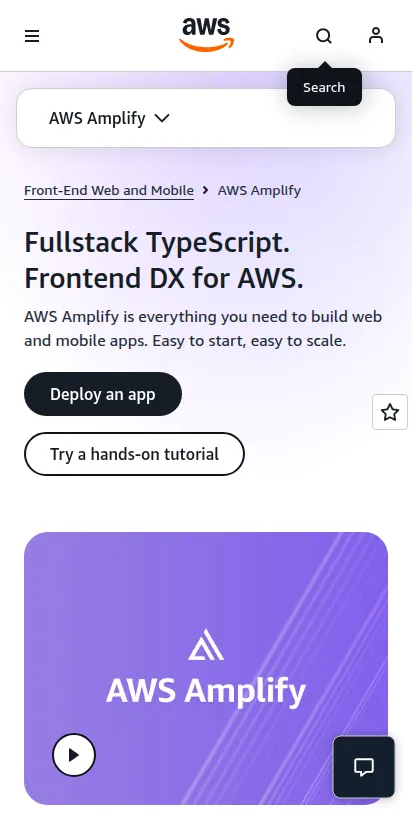 aws
Search
AWS Amplify
Front-End Web and Mobile > AWS Amplify
Fullstack TypeScript.
Frontend DX for AWS.
AWS Amplify is everything you need to build web
and mobile apps. Easy to start, easy to scale.
Deploy an app
Try a hands-on tutorial
AWS Amplify